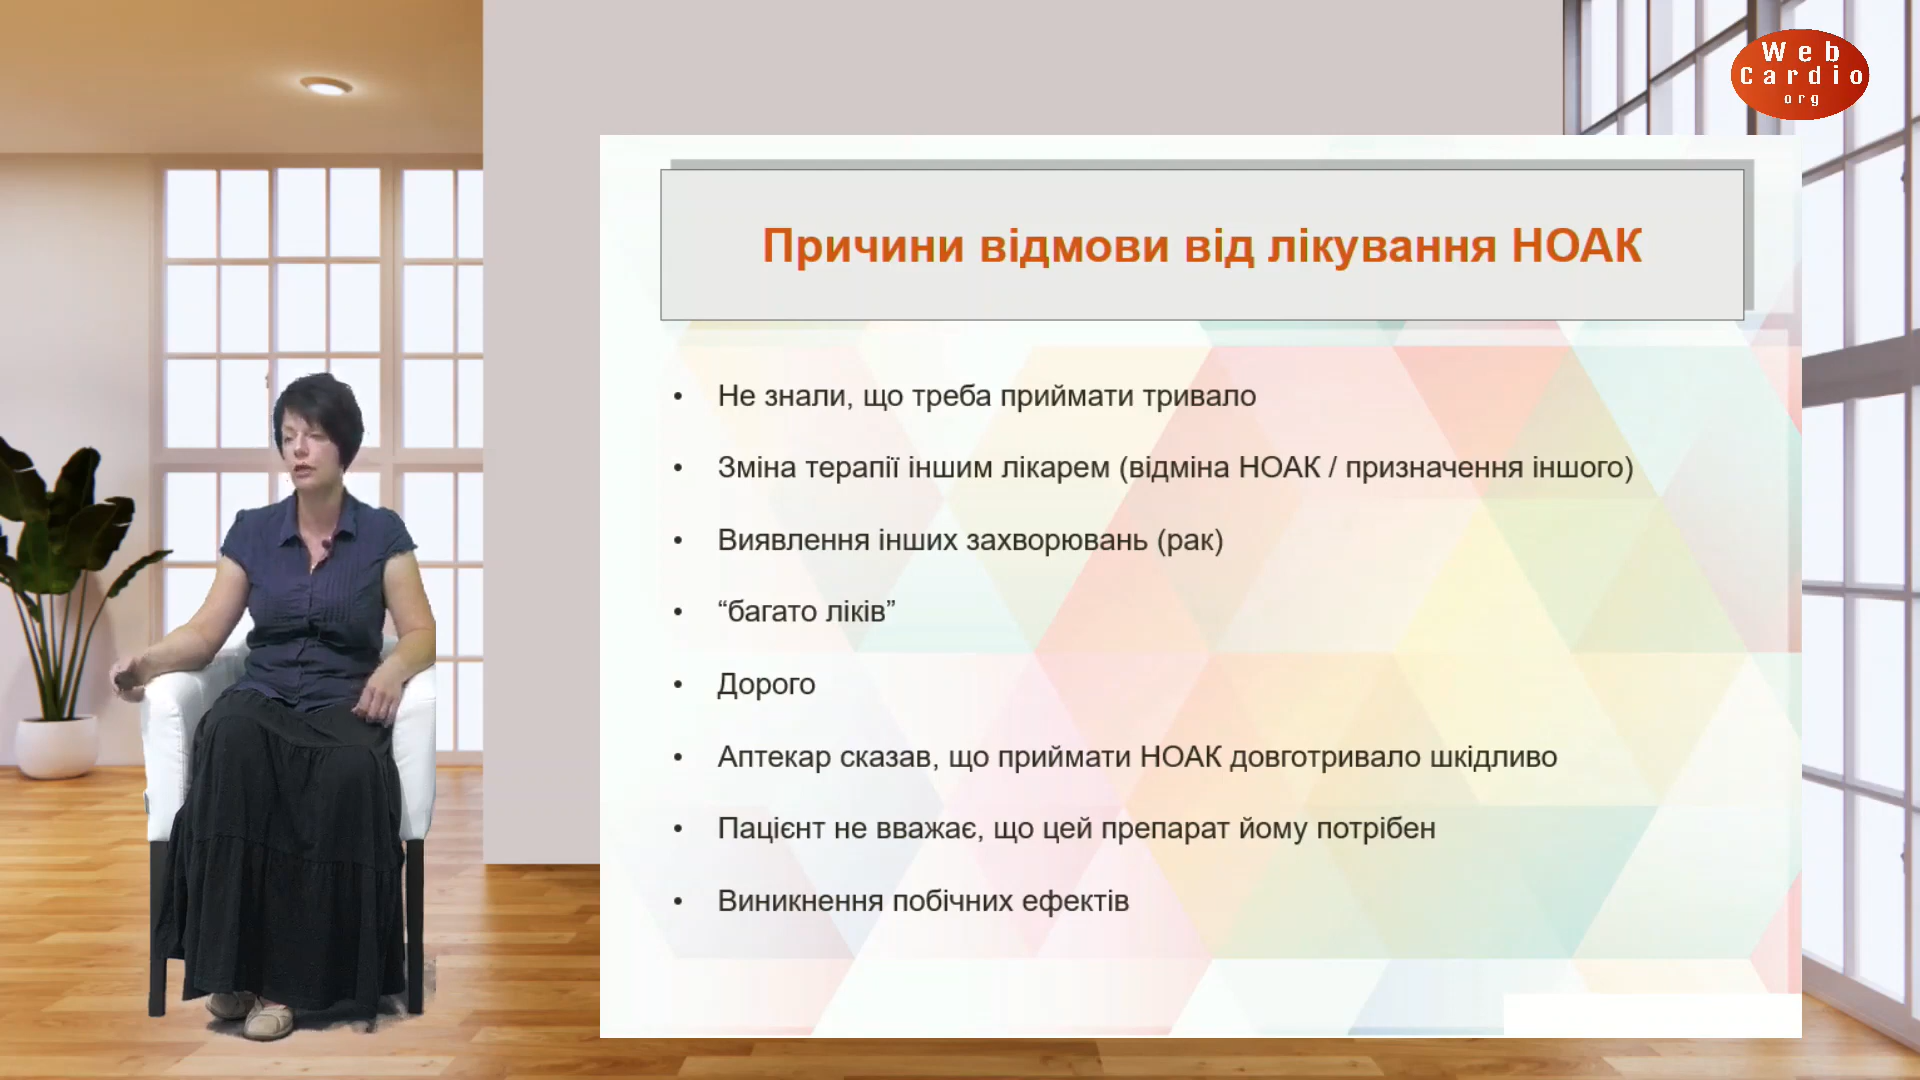 Web
Cardio
org
Причини відмови від лікування НОАК
• Не знали, що треба приймати тривало
• Зміна терапії іншим лікарем (відміна НОАК / призначення іншого)
• Виявлення інших захворювань (рак)
• “багато ліків”
• Дорого
• Аптекар сказав, що приймати НОАК довготривало шкідливо
• Пацієнт не вважає, що цей препарат йому потрібен
• Виникнення побічних ефектів